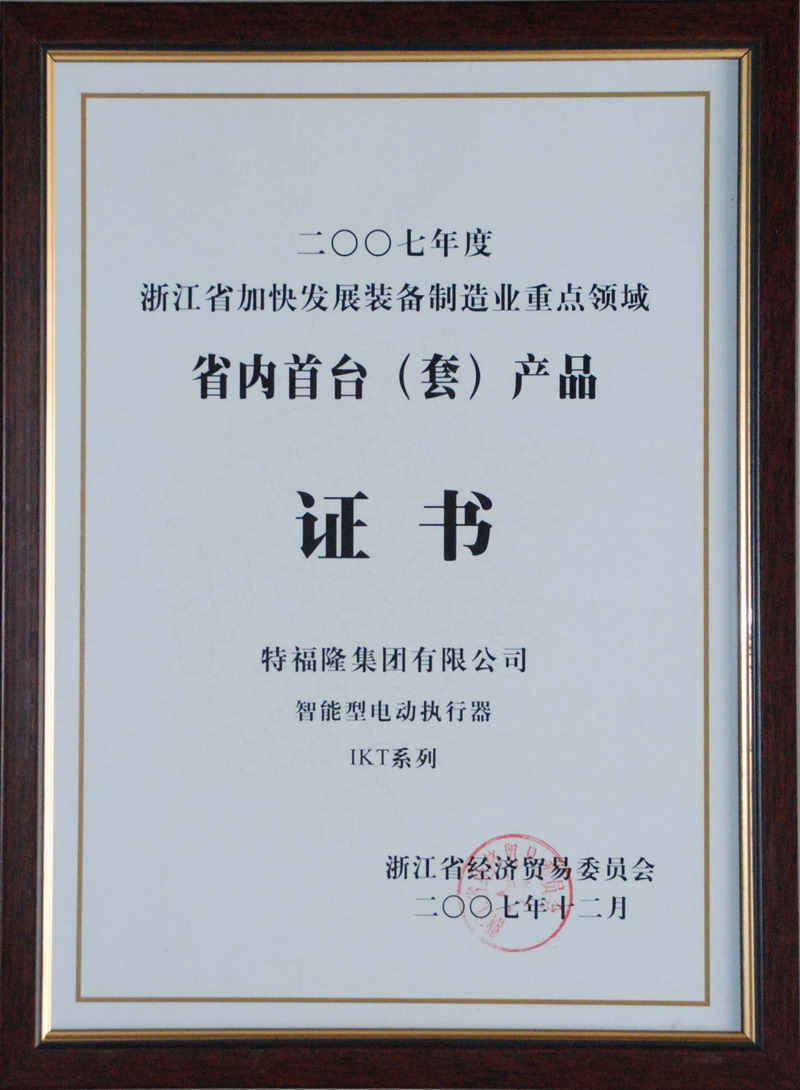 二〇〇七年度
浙江省加快发展装备制造业重点领域
省内首台（套）产品
证书
特福隆集团有限公司
智能型电动执行器
IKT系列
浙江省经济贸易委员会
二〇〇七年十二月